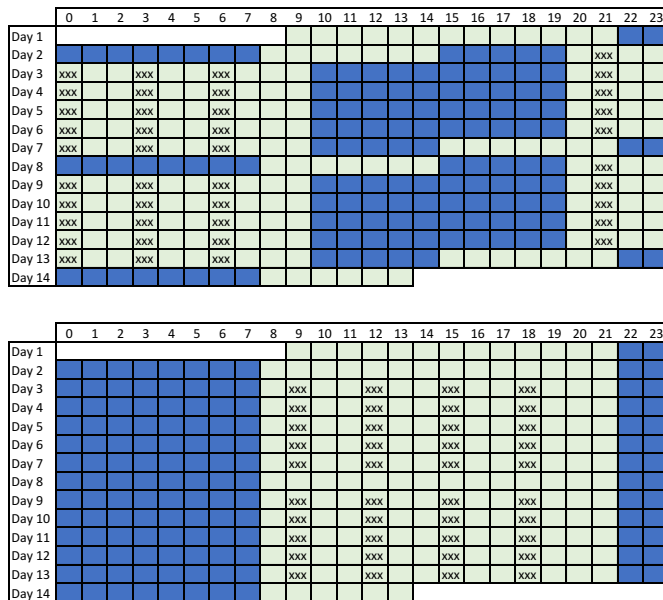 0 1 2 3 4 5 6 7 8 9 10 11 12 13 14 15 16 17 18 19 20 21 22 23
Day 1
Day 2 xxx
Day 3 xxx xxx xxx xxx
Day 4 xxx xxx xxx xxx
Day 5 xxx xxx xxx xxx
Day 6 xxx xxx xxx xxx
Day 7 xxx xxx xxx
Day 8 xxx
Day 9 xxx xxx xxx xxx
Day 10 xxx xxx xxx xxx
Day 11 xxx xxx xxx xxx
Day 12 xxx xxx xxx xxx
Day 13 xxx xxx xxx
Day 14
0 1 2 3 4 5 6 7 8 9 10 11 12 13 14 15 16 17 18 19 20 21 22 23
Day 1
Day 2
Day 3 xxx xxx xxx xxx
Day 4 xxx xxx xxx xxx
Day 5 xxx xxx xxx xxx
Day 6 xxx xxx xxx xxx
Day 7 xxx xxx xxx xxx
Day 8
Day 9 xxx xxx xxx xxx
Day 10 xxx xxx xxx xxx
Day 11 xxx xxx xxx xxx
Day 12 xxx xxx xxx xxx
Day 13 xxx xxx xxx xxx
Day 14